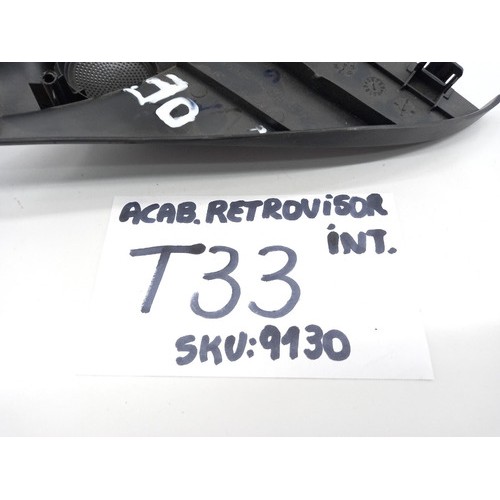 ACAB. RETROVISOR
INT.
T33
SKU:9130